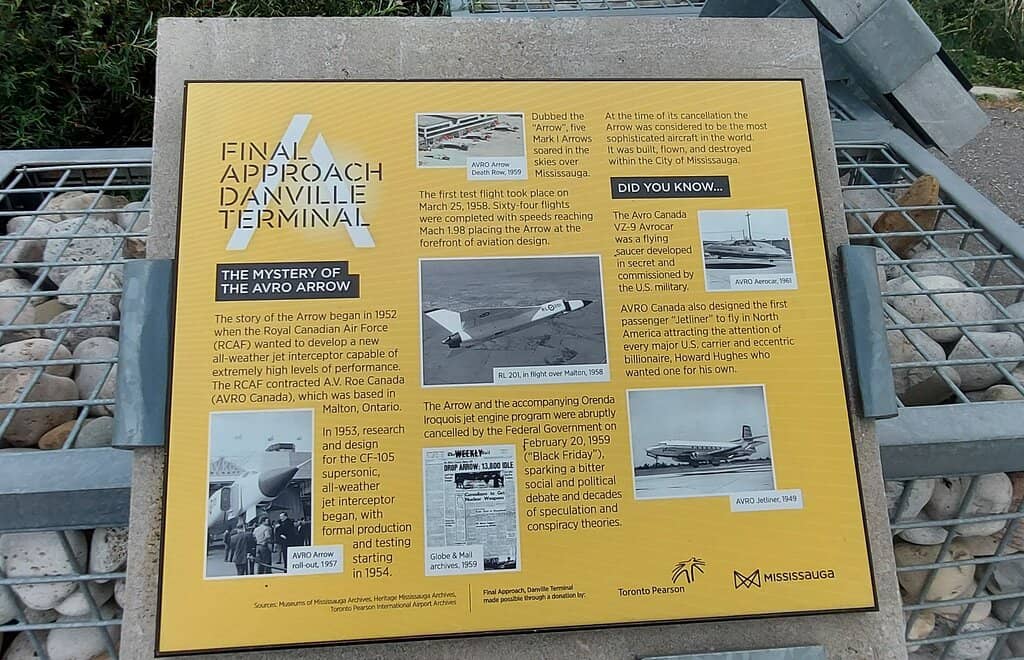 FINAL
APPROACH
DANVILLE
TERMINAL
THE MYSTERY OF
THE AVRO ARROW
The story of the Arrow began in 1952
when the Royal Canadian Air Force
(RCAF) wanted to develop a new
all-weather jet interceptor capable of
extremely high levels of performance.
The RCAF contracted A.V. Roe Canada
(AVRO Canada), which was based in
Malton, Ontario.
In 1953, research
and design
for the CF-105
supersonic,
all-weather
jet interceptor
began, with
formal production
and testing
starting
in 1954.
AVRO Arrow
roll-out, 1957
AVRO Arrow
Death Row, 1959
Dubbed the
"Arrow", five
Mark I Arrows
soared in the
skies over
Mississauga.
The first test flight took place on
March 25, 1958. Sixty-four flights
were completed with speeds reaching
Mach 1.98 placing the Arrow at the
forefront of aviation design.
RL 201, in flight over Malton, 1958
The Arrow and the accompanying Orenda
Iroquois jet engine program were abruptly
cancelled by the Federal Government on
February 20, 1959
("Black Friday"),
sparking a bitter
social and political
debate and decades
of speculation and
conspiracy theories.
The WEEKLY
DROP ARROW: 13,800 IDLE
Canadians to Get
Nuclear Weapons
Globe & Mail
archives, 1959
At the time of its cancellation the
Arrow was considered to be the most
sophisticated aircraft in the world.
It was built, flown, and destroyed
within the City of Mississauga.
DID YOU KNOW...
The Avro Canada
VZ-9 Avrocar
was a flying
saucer developed
in secret and
commissioned by
the U.S. military.
AVRO Aerocar, 1961
AVRO Canada also designed the first
passenger "Jetliner" to fly in North
America attracting the attention of
every major U.S. carrier and eccentric
billionaire, Howard Hughes who
wanted one for his own.
AVRO Jetliner, 1949
Sources: Museums of Mississauga Archives, Heritage Mississauga Archives,
Toronto Pearson International Airport Archives
Final Approach, Danville Terminal
made possible through a donation by:
Toronto Pearson
MISSISSAUGA